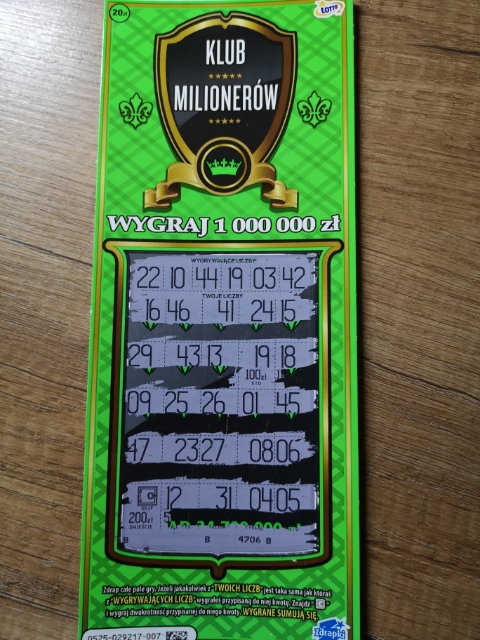 20zł
LOTTO
KLUB
MILIONERÓW
WYGRAJ 1 000 000 zł
WYGRYWAJĄCE LICZBY
22 10 44 19 03 42
TWOJE LICZBY
16 46 41 24 15
29 43 13 19 18
100zł
STO
09 25 26 01 45
47 23 27 08 06
12 31 04 05
SEJF
200zł
DWIEŚCIE
B B 4706 B
Zdrap całe pole gry. Jeżeli jakakolwiek z "TWOICH LICZB" jest taka sama jak któraś
z "WYGRYWAJĄCYCH LICZB" wygrałeś przypisaną do niej kwotę. Znajdź
i wygraj dwukrotność przypisanej do niego kwoty. WYGRANE SUMUJĄ SIĘ.
0525-029217-007
Zdrapki